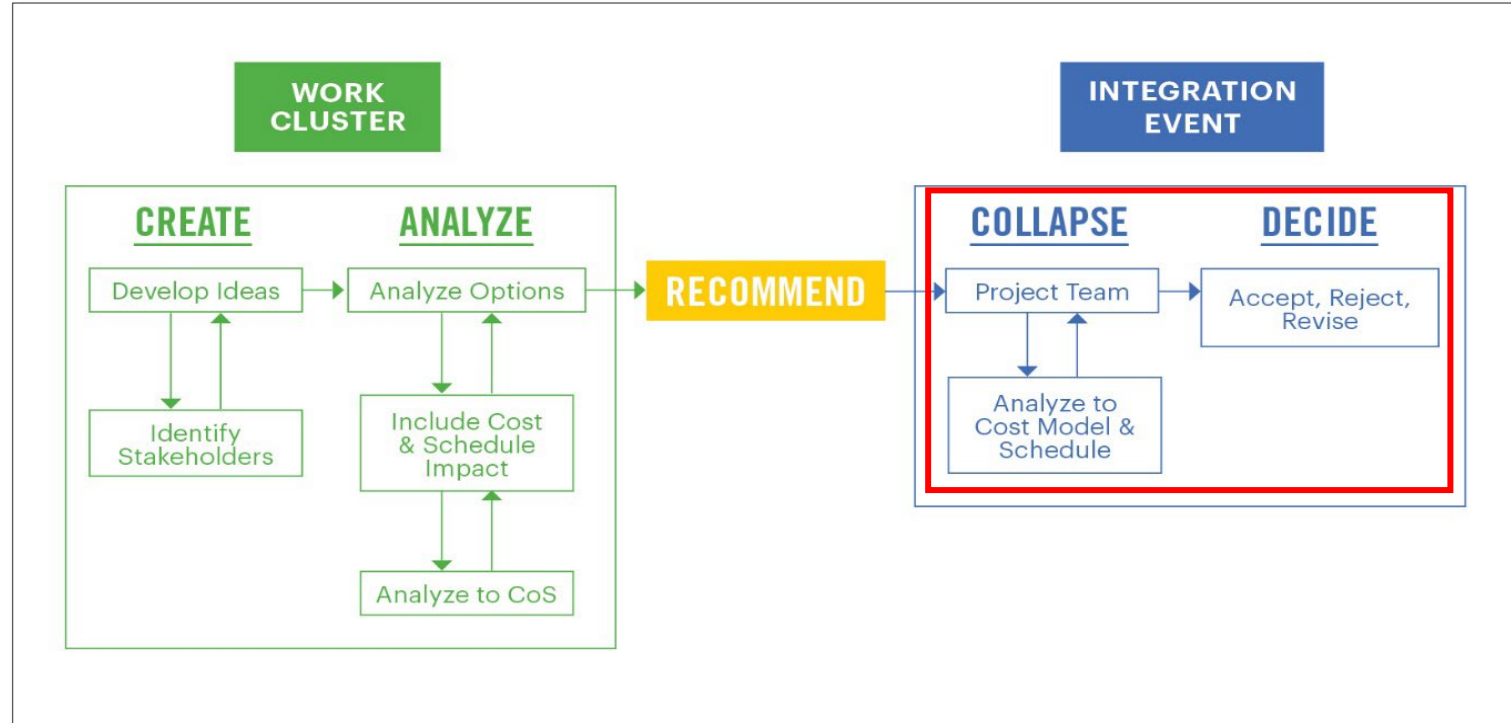 WORK
CLUSTER
INTEGRATION
EVENT
CREATE
ANALYZE
COLLAPSE
DECIDE
Develop Ideas
Analyze Options
RECOMMEND
Project Team
Accept, Reject,
Revise
Identify
Stakeholders
Include Cost
& Schedule
Impact
Analyze to
Cost Model &
Schedule
Analyze to CoS